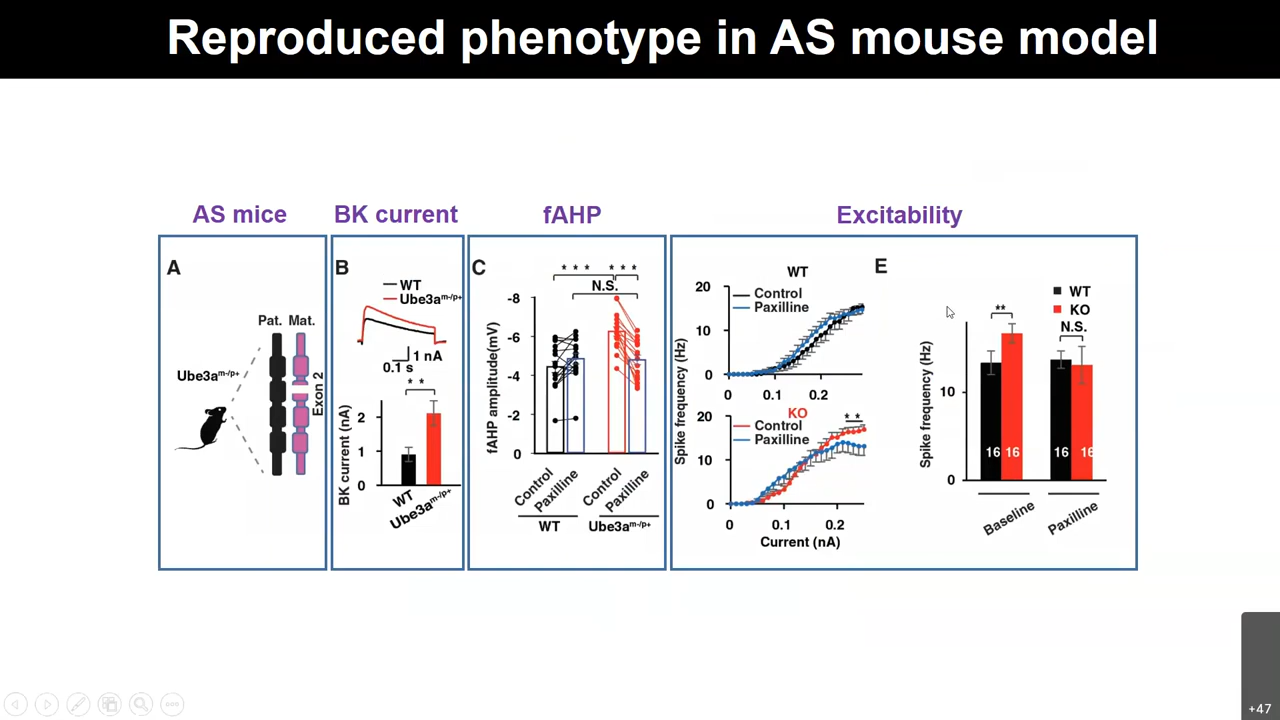 Reproduced phenotype in AS mouse model
AS mice
BK current
fAHP
Excitability
A
Pat. Mat.
Ube3a^m-/p+
Exon 2
B
WT
Ube3a^m-/p+
1 nA
0.1 s
* *
BK current (nA)
2
1
0
WT
Ube3a^m-/p+
C
* * *
* * *
N.S.
fAHP amplitude(mV)
-8
-6
-4
-2
0
Control
Paxilline
Control
Paxilline
WT
Ube3a^m-/p+
WT
Control
Paxilline
20
10
0
0
0.1
0.2
Spike frequency (Hz)
KO
Control
Paxilline
* *
20
10
0
0
0.1
0.2
Current (nA)
E
WT
KO
**
N.S.
Spike frequency (Hz)
10
0
16
16
16
16
Baseline
Paxilline
+47